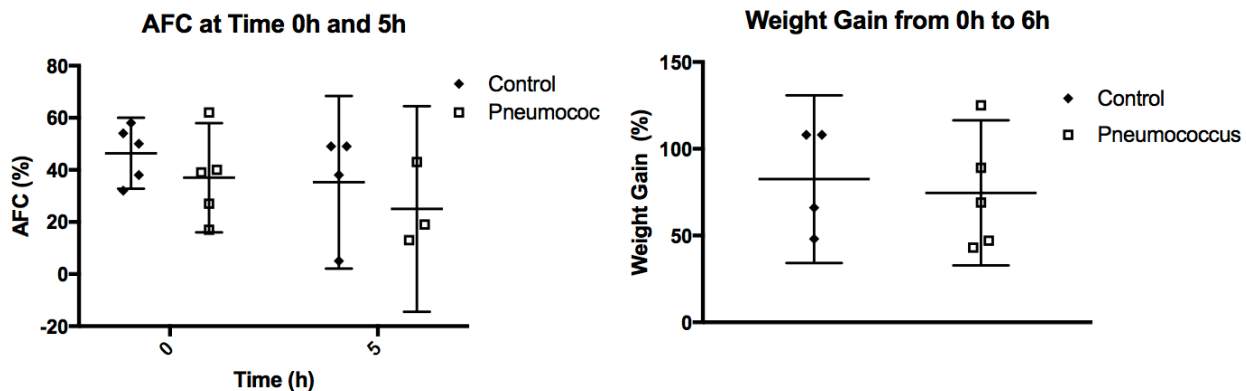 AFC at Time 0h and 5h
80
60
40
20
0
-20
AFC (%)
0
5
Time (h)
Control
Pneumococ
Weight Gain from 0h to 6h
150
100
50
0
Weight Gain (%)
Control
Pneumococcus